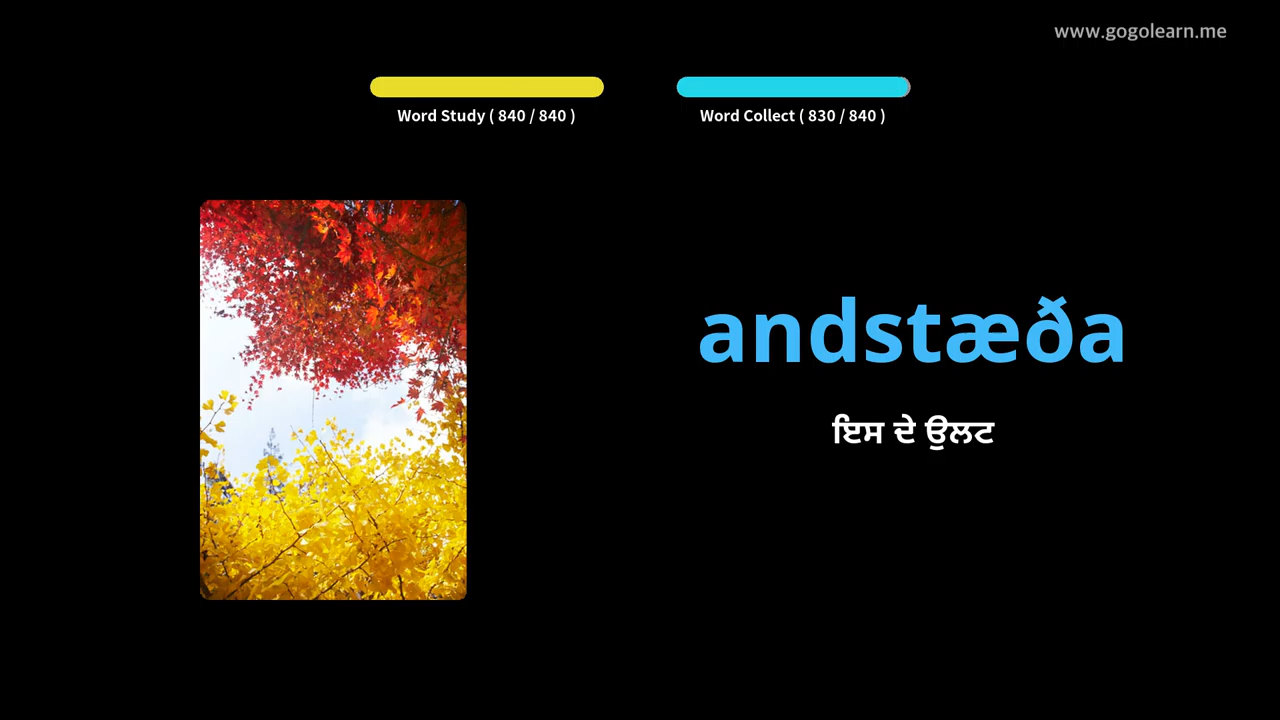 www.gogolearn.me
Word Study ( 840 / 840 )
Word Collect ( 830 / 840 )
andstæða
ਇਸ ਦੇ ਉਲਟ